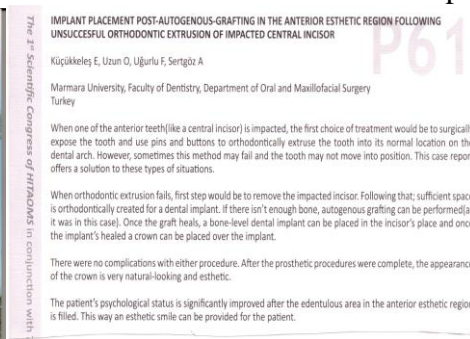 The 1st Scientific Congress of HITAOMS in conjunction with
P61
IMPLANT PLACEMENT POST-AUTOGENOUS-GRAFTING IN THE ANTERIOR ESTHETIC REGION FOLLOWING
UNSUCCESFUL ORTHODONTIC EXTRUSION OF IMPACTED CENTRAL INCISOR
Küçükkeleş E, Uzun O, Uğurlu F, Sertgöz A
Marmara University, Faculty of Dentistry, Department of Oral and Maxillofacial Surgery
Turkey
When one of the anterior teeth(like a central incisor) is impacted, the first choice of treatment would be to surgicall
expose the tooth and use pins and buttons to orthodontically extruse the tooth into its normal location on the
dental arch. However, sometimes this method may fail and the tooth may not move into position. This case repor
offers a solution to these types of situations.
When orthodontic extrusion fails, first step would be to remove the impacted incisor. Following that; sufficient space
is orthodontically created for a dental implant. If there isn't enough bone, autogenous grafting can be performed(a
it was in this case). Once the graft heals, a bone-level dental implant can be placed in the incisor's place and once
the implant's healed a crown can be placed over the implant.
There were no complications with either procedure. After the prosthetic procedures were complete, the appearance
of the crown is very natural-looking and esthetic.
The patient's psychological status is significantly improved after the edentulous area in the anterior esthetic region
is filled. This way an esthetic smile can be provided for the patient.